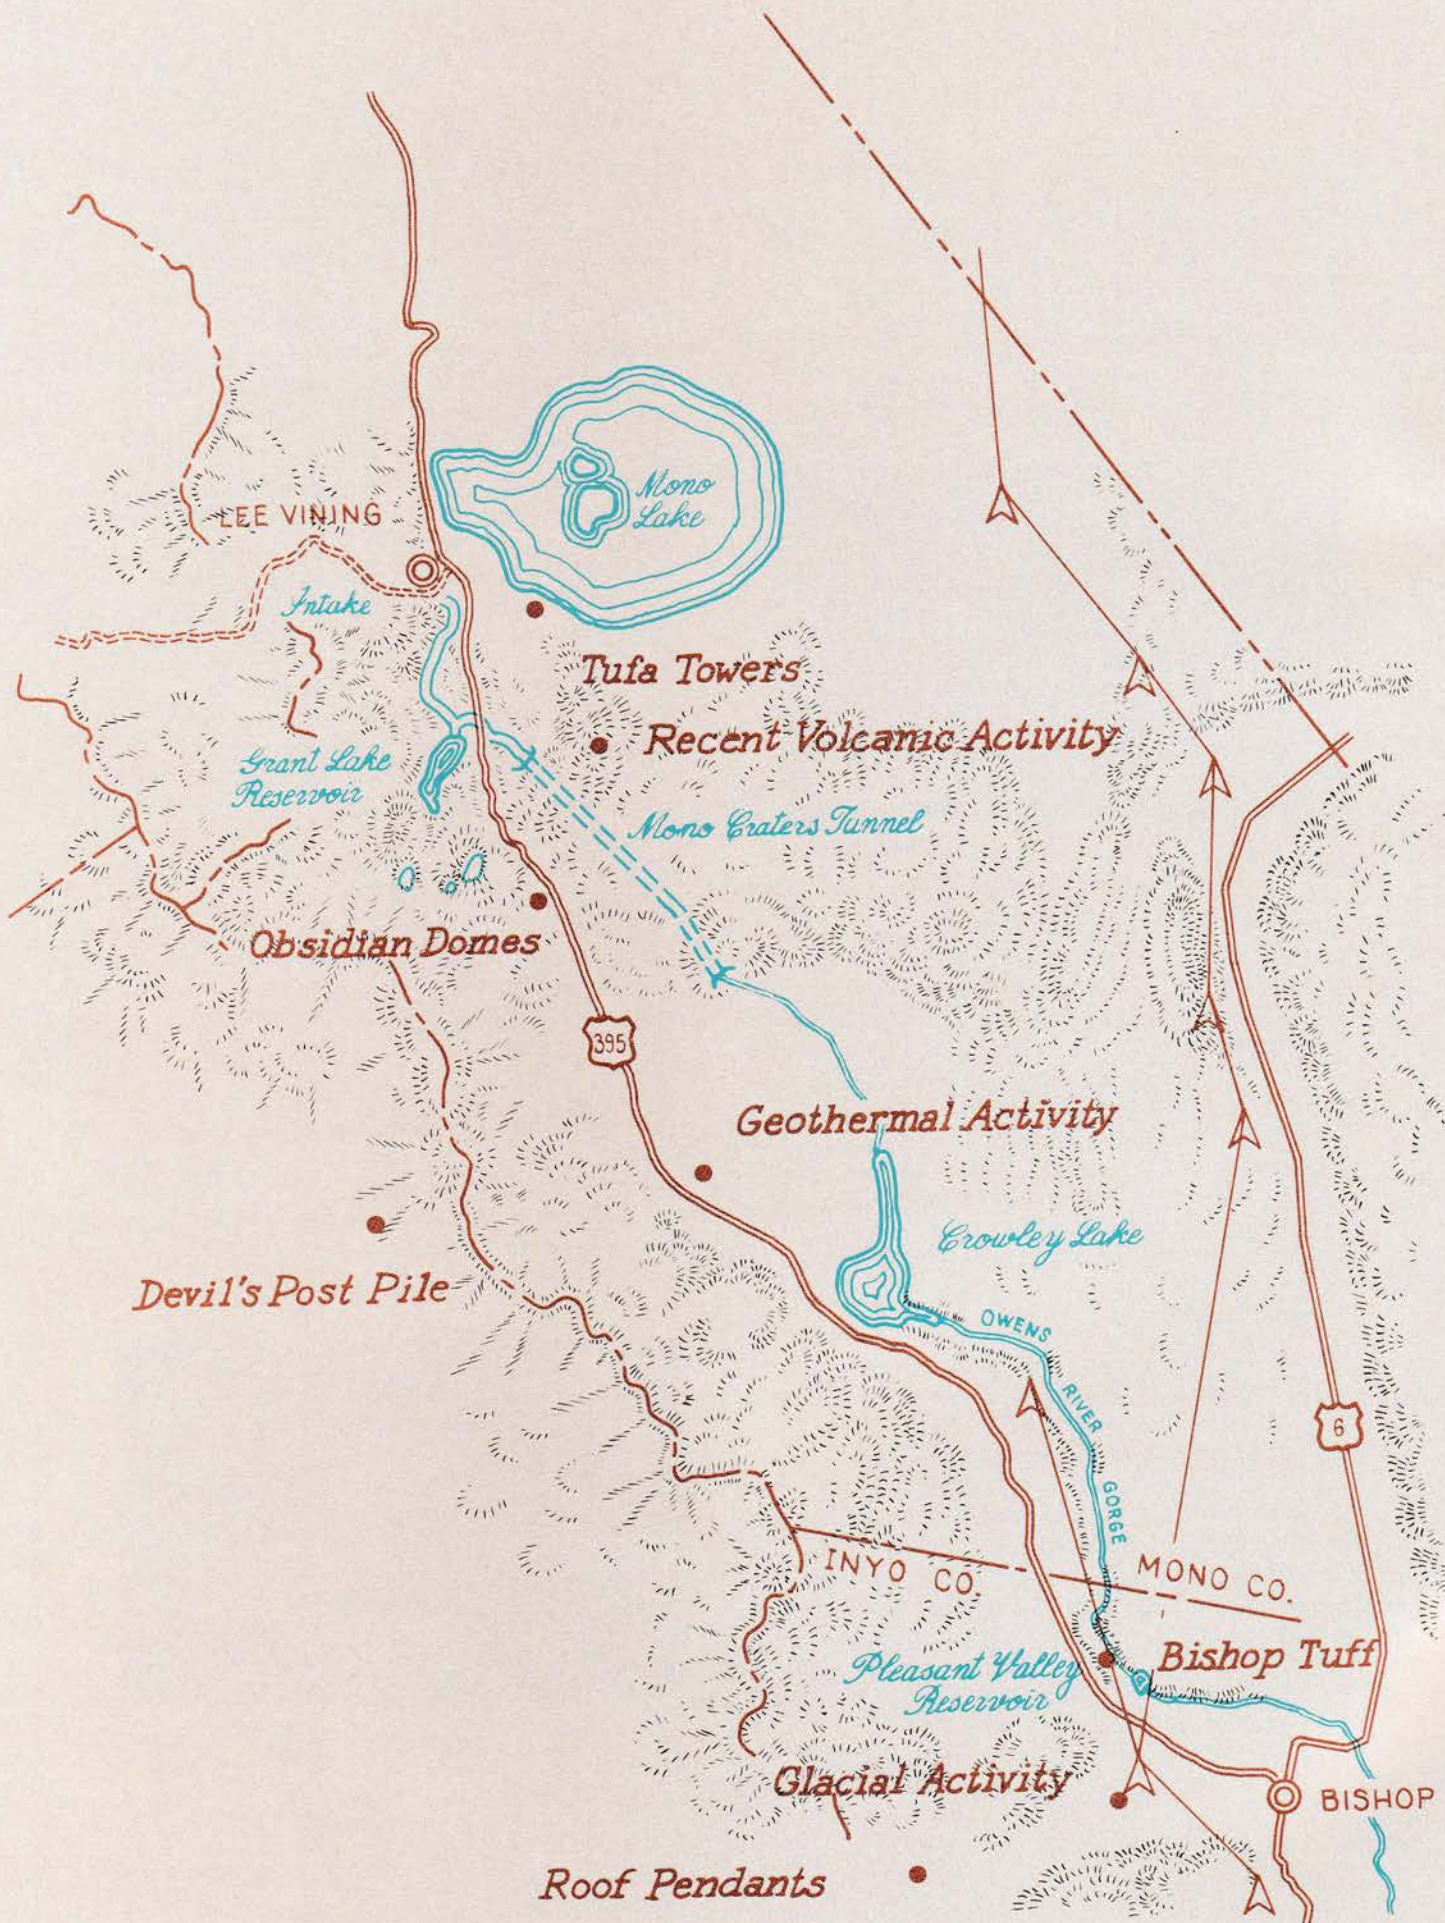 Mono
Lake
LEE VINING
Intake
Tufa Towers
Recent Volcanic Activity
Grant Lake
Reservoir
Mono Craters Tunnel
Obsidian Domes
395
Geothermal Activity
Crowley Lake
Devil's Post Pile
OWENS
RIVER
GORGE
6
INYO CO.
MONO CO.
Bishop Tuff
Pleasant Valley
Reservoir
Glacial Activity
BISHOP
Roof Pendants